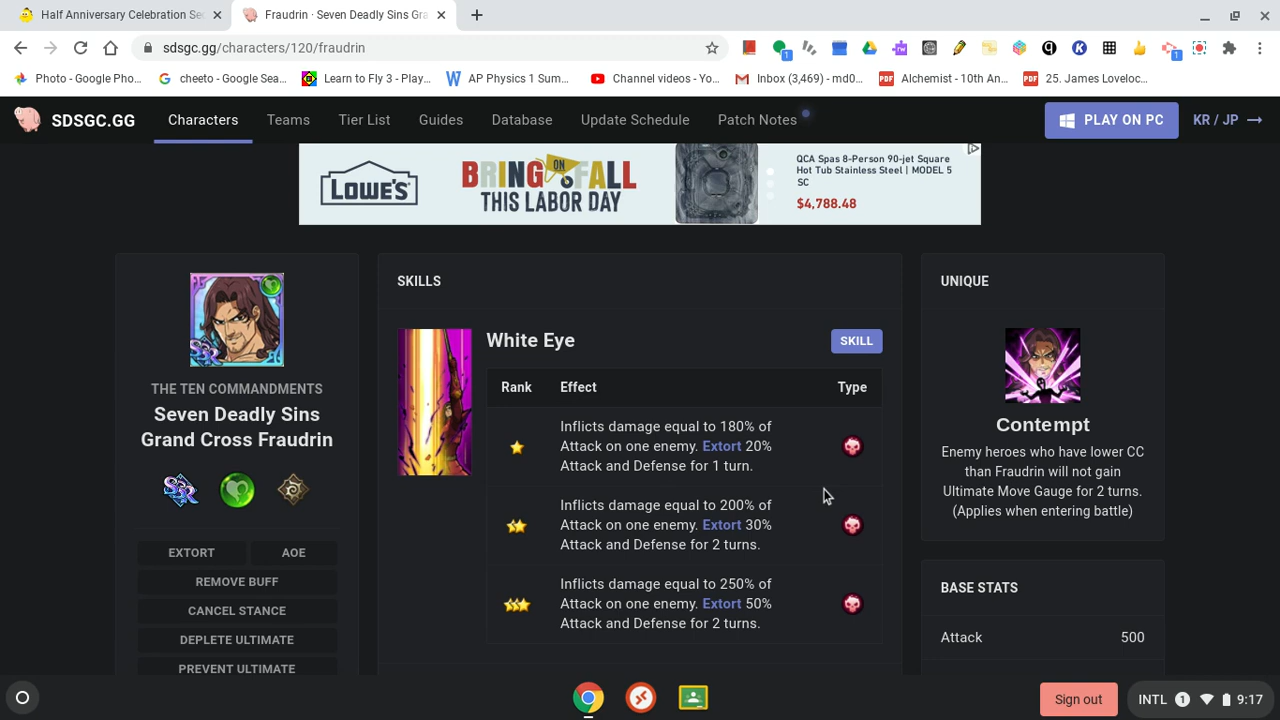 Half Anniversary Celebration Se
Fraudrin · Seven Deadly Sins Gra
sdsgc.gg/characters/120/fraudrin
Photo - Google Pho...
cheeto - Google Sea...
Learn to Fly 3 - Play...
AP Physics 1 Sum...
Channel videos - Yo...
Inbox (3,469) - md0...
Alchemist - 10th An...
25. James Loveloc...
SDSGC.GG
Characters
Teams
Tier List
Guides
Database
Update Schedule
Patch Notes
PLAY ON PC
KR / JP
LOWE'S
BRING ON FALL
THIS LABOR DAY
QCA Spas 8-Person 90-jet Square
Hot Tub Stainless Steel | MODEL 5
SC
$4,788.48
THE TEN COMMANDMENTS
Seven Deadly Sins
Grand Cross Fraudrin
EXTORT
AOE
REMOVE BUFF
CANCEL STANCE
DEPLETE ULTIMATE
PREVENT ULTIMATE
SKILLS
White Eye
SKILL
Rank
Effect
Type
Inflicts damage equal to 180% of
Attack on one enemy. Extort 20%
Attack and Defense for 1 turn.
Inflicts damage equal to 200% of
Attack on one enemy. Extort 30%
Attack and Defense for 2 turns.
Inflicts damage equal to 250% of
Attack on one enemy. Extort 50%
Attack and Defense for 2 turns.
UNIQUE
Contempt
Enemy heroes who have lower CC
than Fraudrin will not gain
Ultimate Move Gauge for 2 turns.
(Applies when entering battle)
BASE STATS
Attack 500
Sign out
INTL
1
9:17